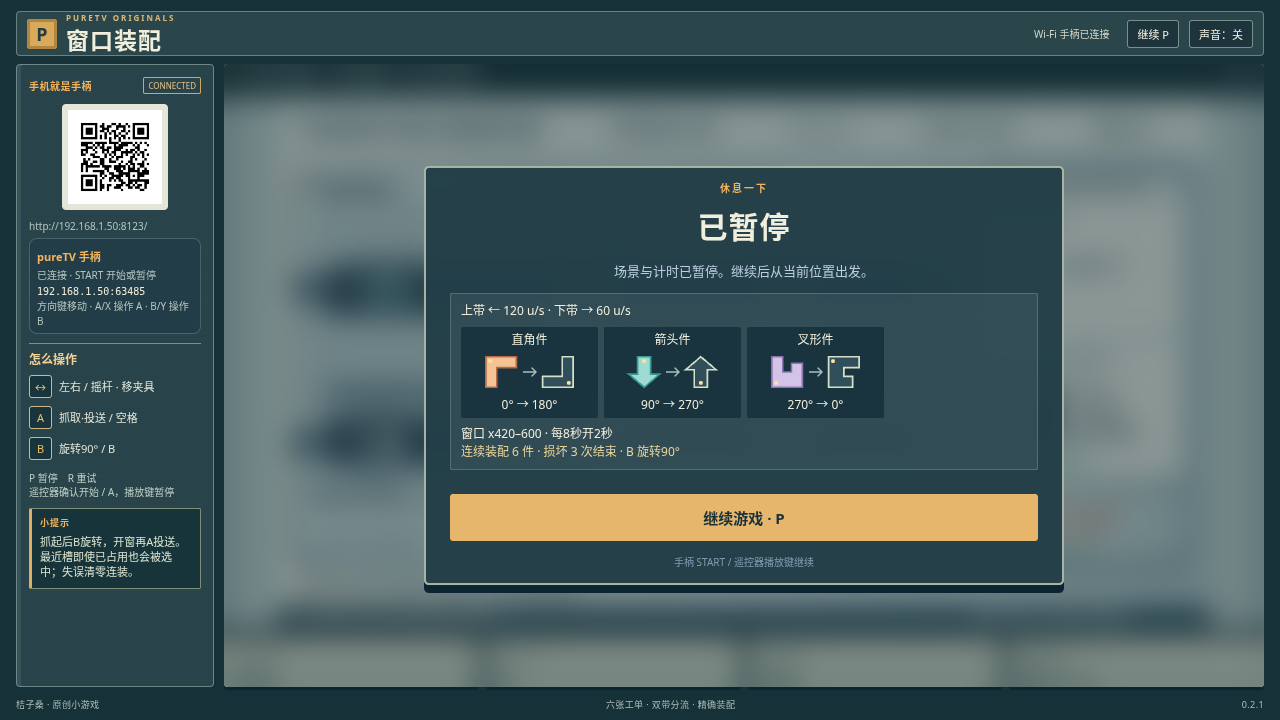 P
PURETV ORIGINALS
窗口装配
Wi-Fi 手柄已连接
继续 P
声音：关
手机就是手柄
CONNECTED
http://192.168.1.50:8123/
pureTV 手柄
已连接 · START 开始或暂停
192.168.1.50:63485
方向键移动 · A/X 操作 A · B/Y 操作
B
怎么操作
↔ 左右 / 摇杆 · 移夹具
A 抓取·投送 / 空格
B 旋转90° / B
P 暂停 R 重试
遥控器确认开始 / A，播放键暂停
小提示
抓起后B旋转，开窗再A投送。
最近槽即使已占用也会被选
中；失误清零连装。
休息一下
已暂停
场景与计时已暂停。继续后从当前位置出发。
上带 ← 120 u/s · 下带 → 60 u/s
直角件
→
0° → 180°
箭头件
→
90° → 270°
叉形件
→
270° → 0°
窗口 x420–600 · 每8秒开2秒
连续装配 6 件 · 损坏 3 次结束 · B 旋转90°
继续游戏 · P
手柄 START / 遥控器播放键继续
桔子桑 · 原创小游戏
六张工单 · 双带分流 · 精确装配
0.2.1